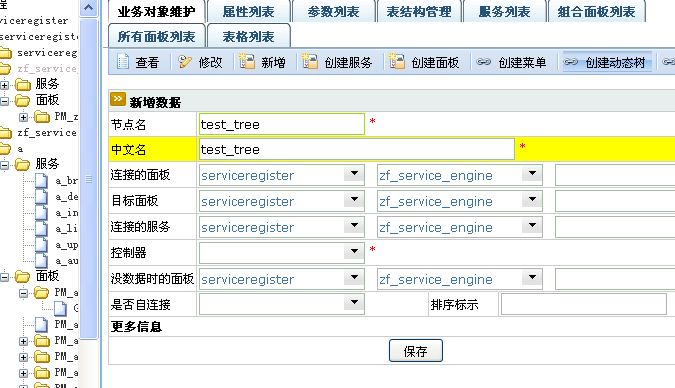 业务对象维护 属性列表 参数列表 表结构管理 服务列表 组合面板列表
所有面板列表 表格列表
查看 修改 新增 创建服务 创建面板 创建菜单 创建动态树
新增数据
节点名 test_tree *
中文名 test_tree *
连接的面板 serviceregister zf_service_engine
目标面板 serviceregister zf_service_engine
连接的服务 serviceregister zf_service_engine
控制器 *
没数据时的面板 serviceregister zf_service_engine
是否自连接 排序标示
更多信息
保存
程
viceregister
serviceregister
serviceregister
zf_service
服务
面板
PM_z
zf_service
a
服务
a_br
a_de
a_in
a_li
a_up
a_au
面板
PM_a
G
PM_a
PM_a
PM_a
PM_a